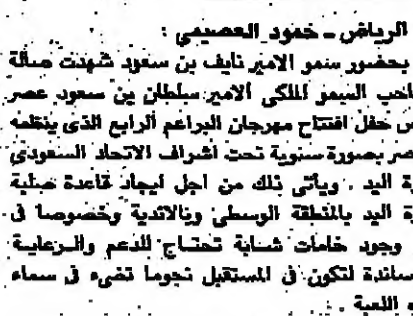 الرياض ـ حمود العصيمي :
بحضور سمو الامير نايف بن سعود شهدت صالة
السمو الملكي الامير سلطان بن سعود عصر
حفل افتتاح مهرجان البراعم الرابع الذي ينظمه
بصورة سنوية تحت اشراف الاتحاد السعودي
اليد . ويأتي ذلك من اجل ايجاد قاعدة صلبة
اليد بالمنطقة الوسطى وبالاندية وخصوصا في
وجود خامات شابة تحتاج للدعم والرعاية
لتكون في المستقبل نجوما تضيء في سماء
اللعبة .